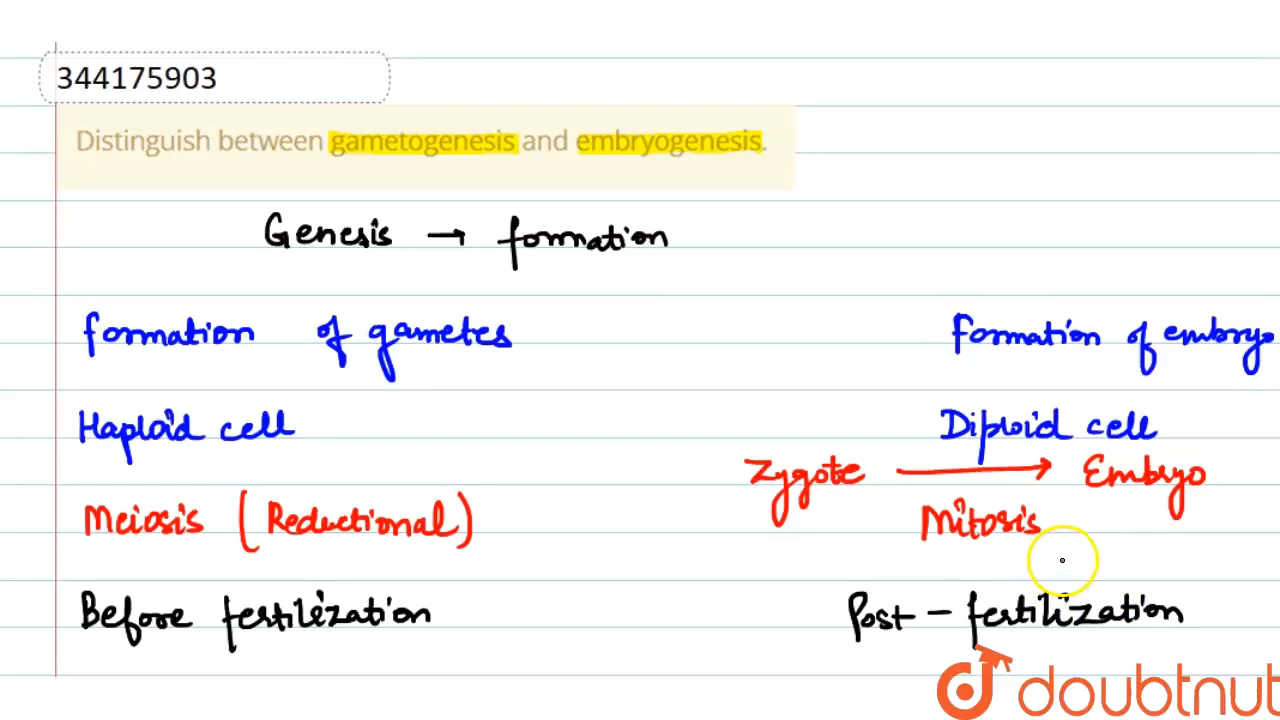 344175903
Distinguish between gametogenesis and embryogenesis.
Genesis → formation
formation of gametes
Formation of embryo
Haploid cell
Diploid cell
Zygote → Embryo
Meiosis (Reductional)
Mitosis
Before fertilization
Post - fertilization
doubtnut